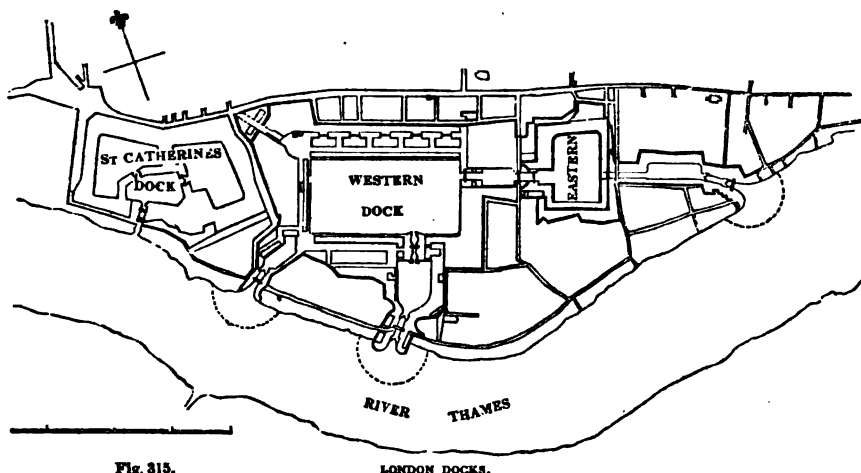 ST CATHERINES
DOCK
WESTERN
DOCK
EASTERN
RIVER THAMES
Fig. 315.
LONDON DOCKS.